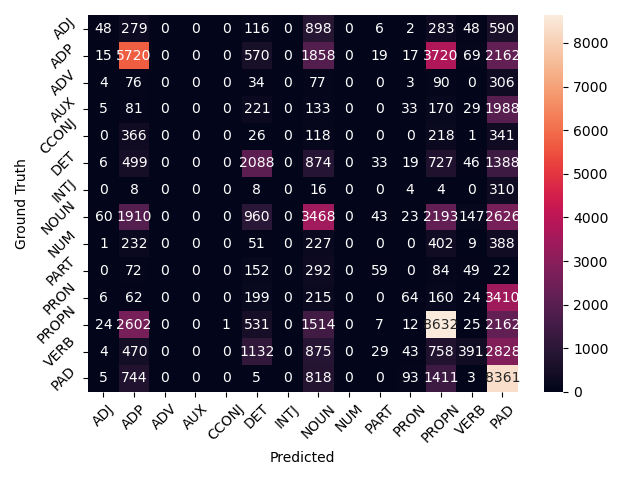 ADJ 48 279 0 0 0 116 0 898 0 6 2 283 48 590
ADP 15 5720 0 0 0 570 0 1858 0 19 17 3720 69 2162
ADV 4 76 0 0 0 34 0 77 0 0 3 90 0 306
AUX 5 81 0 0 0 221 0 133 0 0 33 170 29 1988
CCONJ 0 366 0 0 0 26 0 118 0 0 0 218 1 341
DET 6 499 0 0 0 2088 0 874 0 33 19 727 46 1388
INTJ 0 8 0 0 0 8 0 16 0 0 4 4 0 310
NOUN 60 1910 0 0 0 960 0 3468 0 43 23 2193 147 2626
NUM 1 232 0 0 0 51 0 227 0 0 0 402 9 388
PART 0 72 0 0 0 152 0 292 0 59 0 84 49 22
PRON 6 62 0 0 0 199 0 215 0 0 64 160 24 3410
PROPN 24 2602 0 0 1 531 0 1514 0 7 12 8632 25 2162
VERB 4 470 0 0 0 1132 0 875 0 29 43 758 391 2828
PAD 5 744 0 0 0 5 0 818 0 0 93 1411 3 8361
ADJ ADP ADV AUX CCONJ DET INTJ NOUN NUM PART PRON PROPN VERB PAD
Predicted
Ground Truth
8000
7000
6000
5000
4000
3000
2000
1000
0